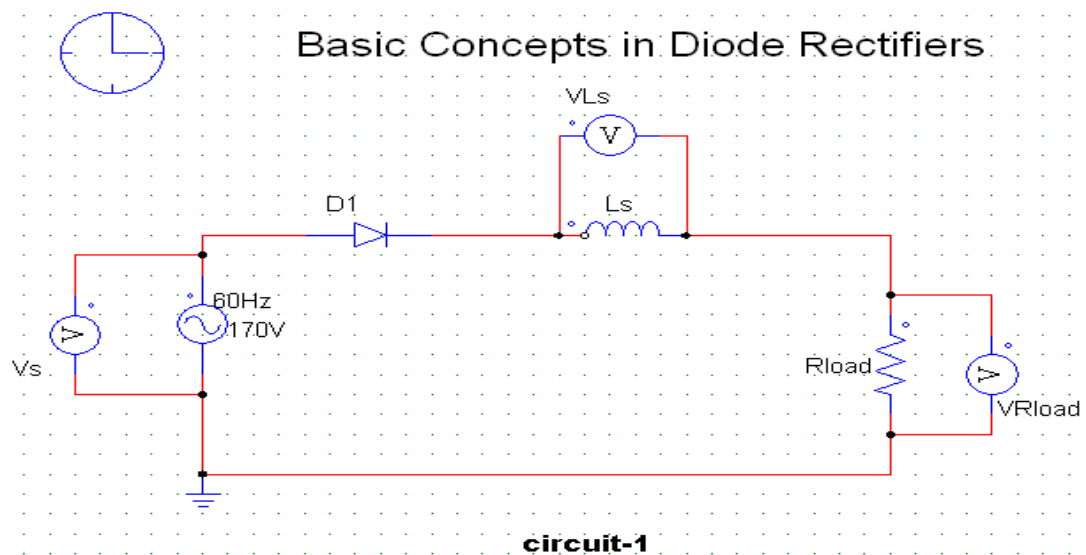 Basic Concepts in Diode Rectifiers
VLs
V
D1
Ls
60Hz
170V
V
Vs
Rload
V
VRload
circuit-1